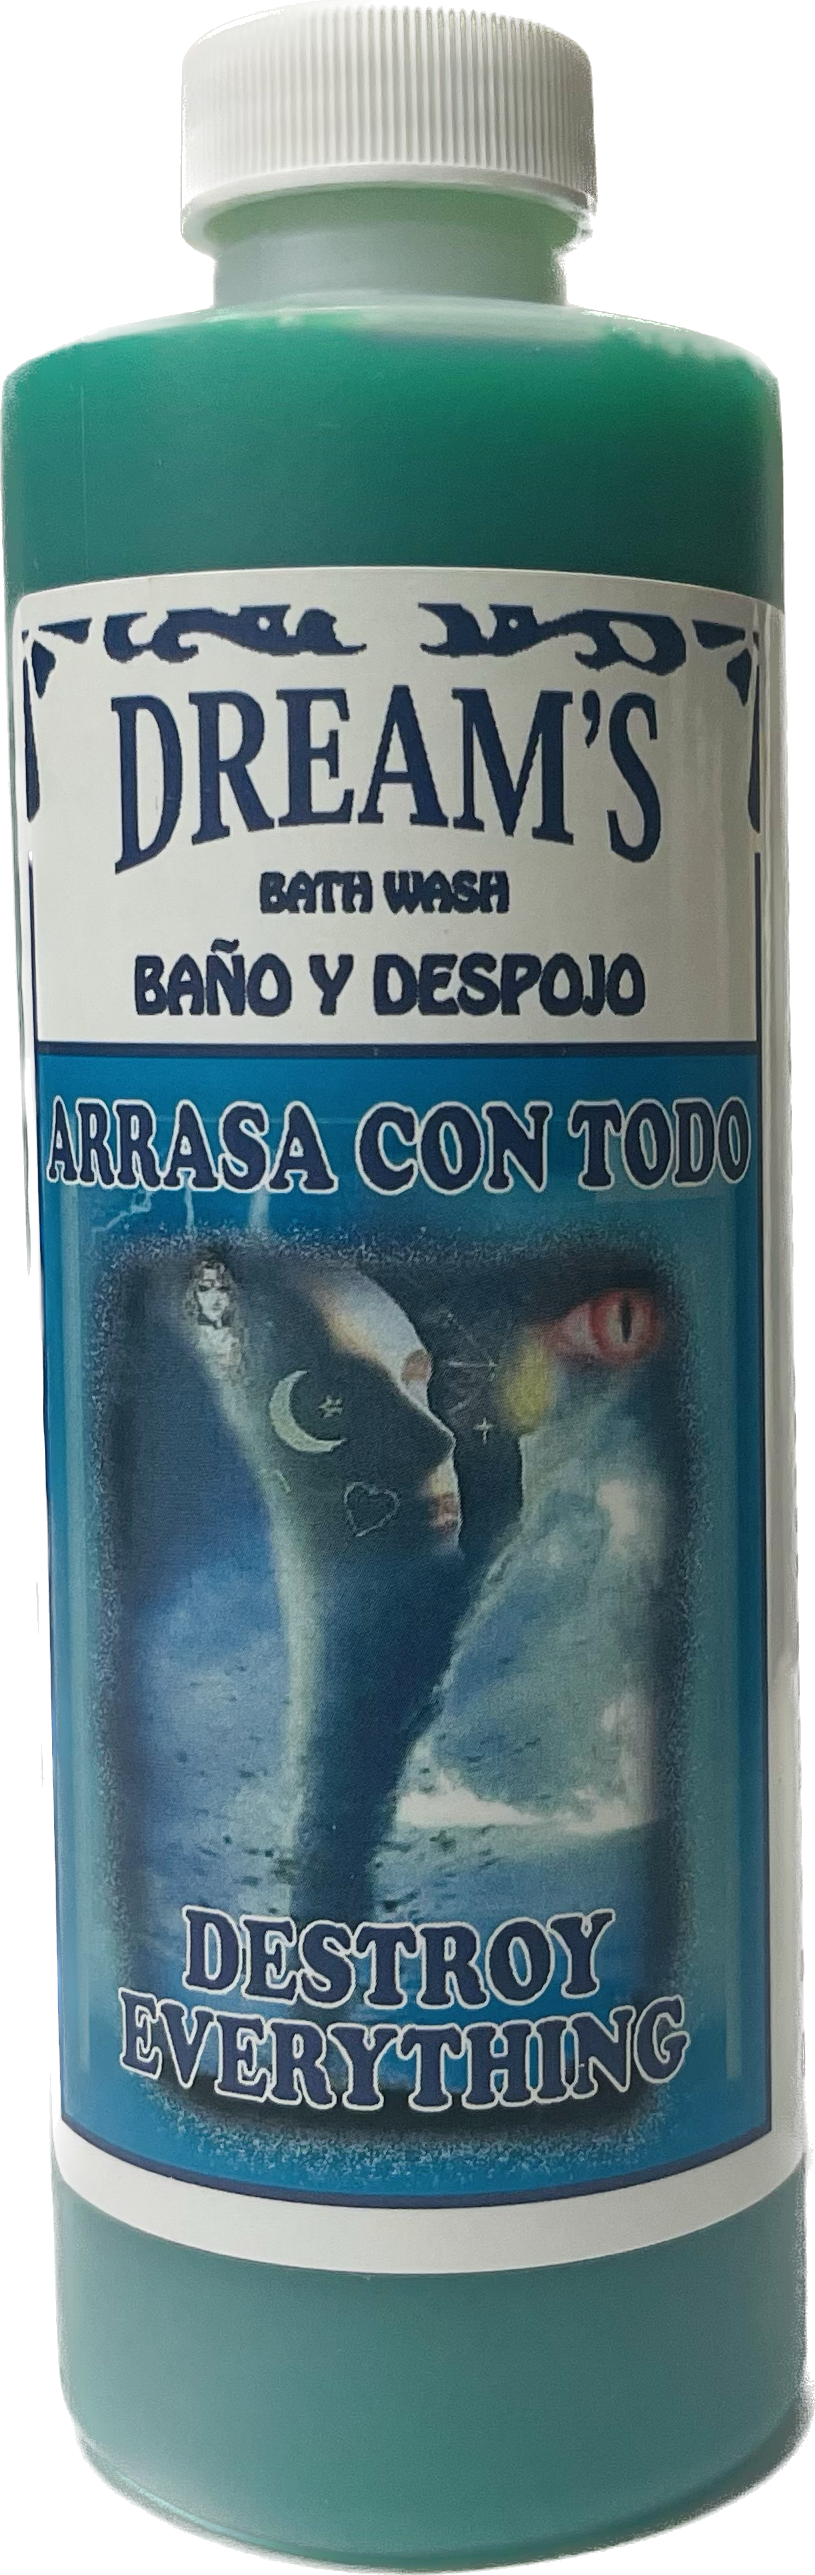 DREAM'S
BATH WASH
BAÑO Y DESPOJO
ARRASA CON TODO
DESTROY
EVERYTHING